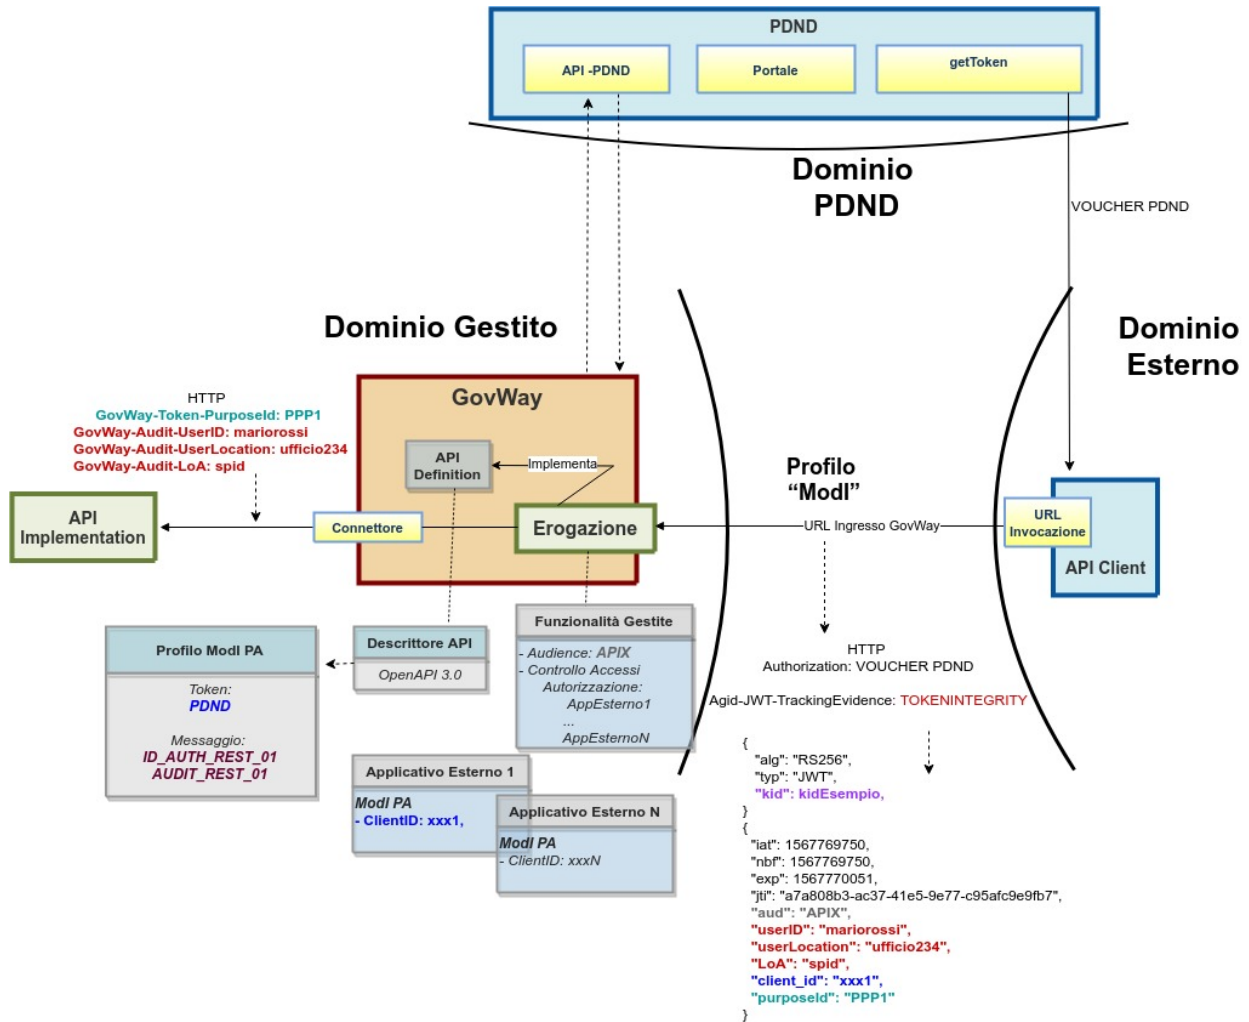 PDND
API -PDND
Portale
getToken
Dominio
PDND
VOUCHER PDND
Dominio Gestito
Dominio
Esterno
HTTP
GovWay-Token-PurposeId: PPP1
GovWay-Audit-UserID: mariorossi
GovWay-Audit-UserLocation: ufficio234
GovWay-Audit-LoA: spid
GovWay
API
Definition
Implementa
Profilo
“ModI”
API
Implementation
Connettore
Erogazione
URL Ingresso GovWay
URL
Invocazione
API Client
Profilo ModI PA
Token:
PDND
Messaggio:
ID_AUTH_REST_01
AUDIT_REST_01
Descrittore API
OpenAPI 3.0
Funzionalità Gestite
- Audience: APIX
- Controllo Accessi
Autorizzazione:
AppEsterno1
...
AppEsternoN
HTTP
Authorization: VOUCHER PDND
Agid-JWT-TrackingEvidence: TOKENINTEGRITY
Applicativo Esterno 1
ModI PA
- ClientID: xxx1,
Applicativo Esterno N
ModI PA
- ClientID: xxxN
{
"alg": "RS256",
"typ": "JWT",
"kid": kidEsempio,
}
{
"iat": 1567769750,
"nbf": 1567769750,
"exp": 1567770051,
"jti": "a7a808b3-ac37-41e5-9e77-c95afc9e9fb7",
"aud": "APIX",
"userID": "mariorossi",
"userLocation": "ufficio234",
"LoA": "spid",
"client_id": "xxx1",
"purposeId": "PPP1"
}